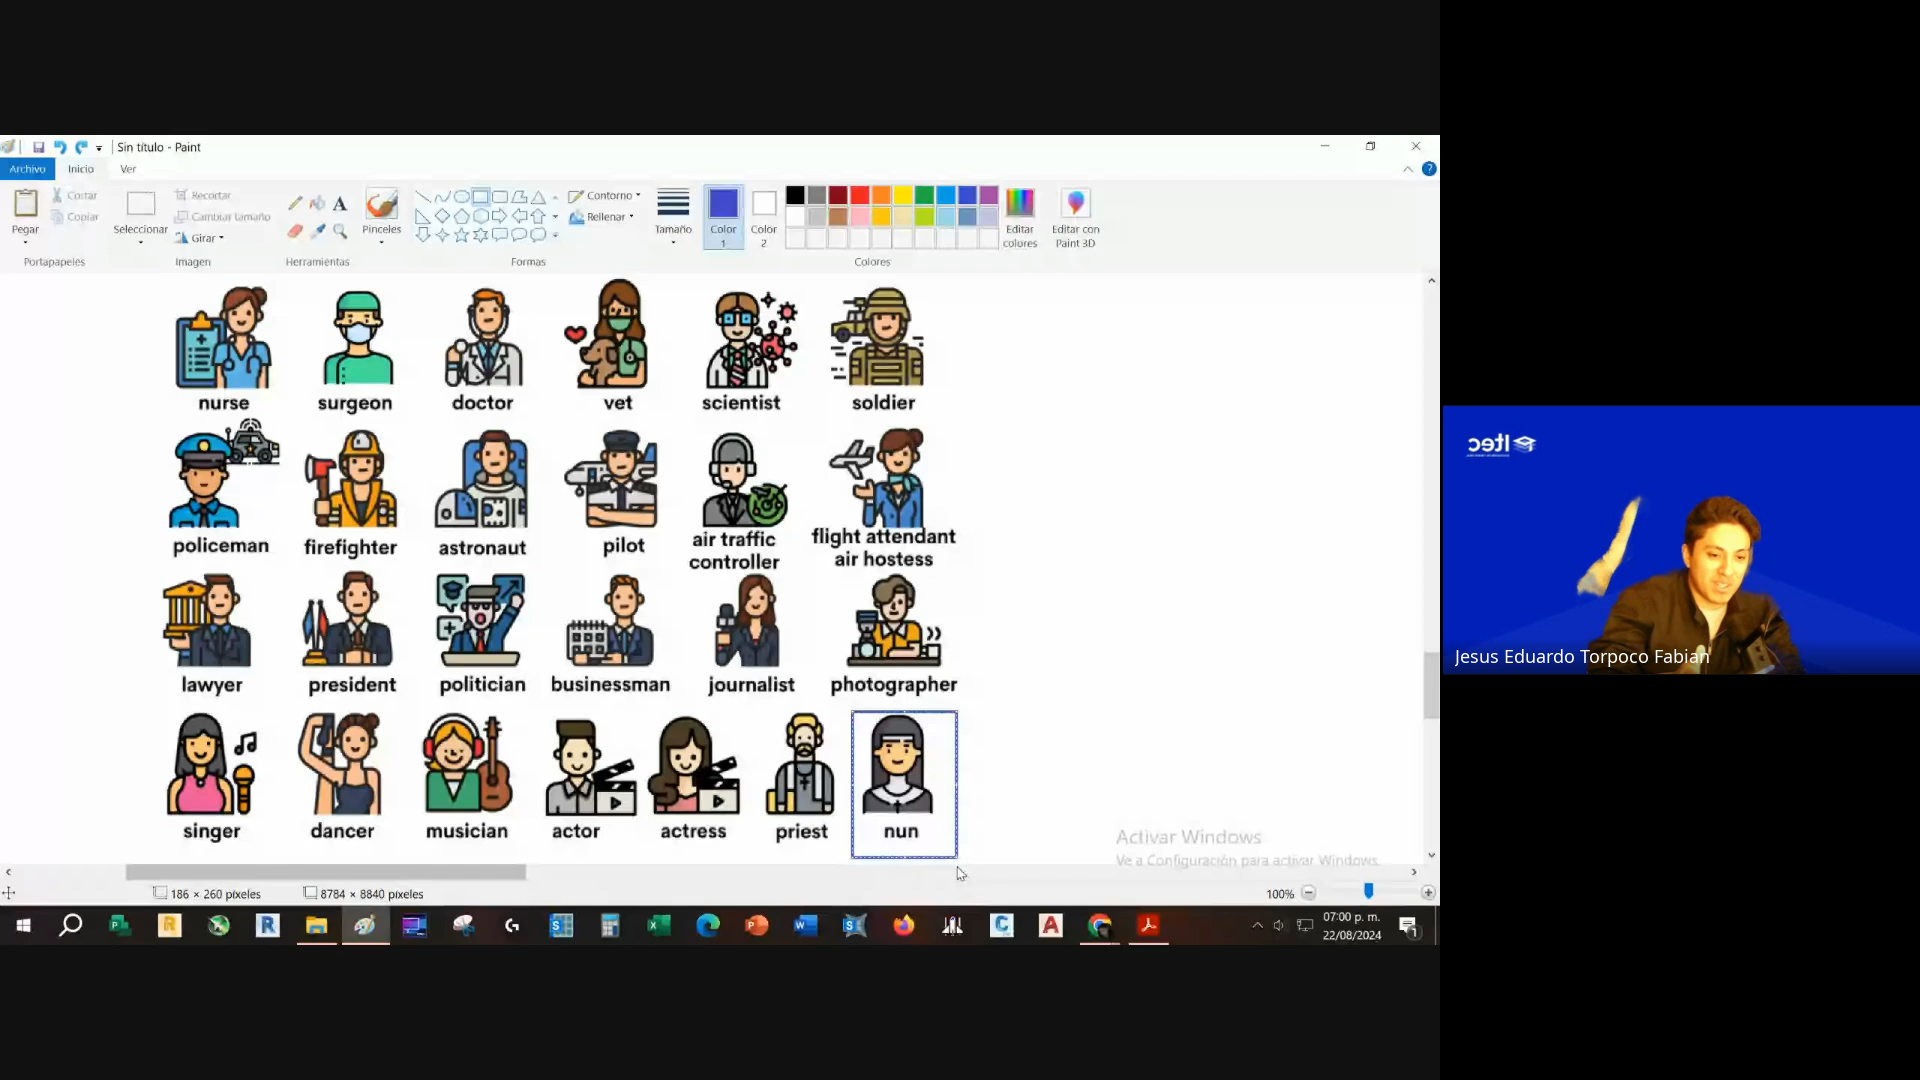 Sin título - Paint
Archivo Inicio Ver
Pegar
Cortar
Copiar
Portapapeles
Seleccionar
Recortar
Cambiar tamaño
Girar
Imagen
A
Herramientas
Pinceles
Contorno
Rellenar
Formas
Tamaño
Color 1
Color 2
Colores
Editar colores
Editar con Paint 3D
nurse surgeon doctor vet scientist soldier
policeman firefighter astronaut pilot air traffic controller flight attendant air hostess
lawyer president politician businessman journalist photographer
singer dancer musician actor actress priest nun
Activar Windows
Ve a Configuración para activar Windows.
186 × 260 píxeles 8784 × 8840 píxeles 100%
07:00 p. m.
22/08/2024
Itec
Jesus Eduardo Torpoco Fabian